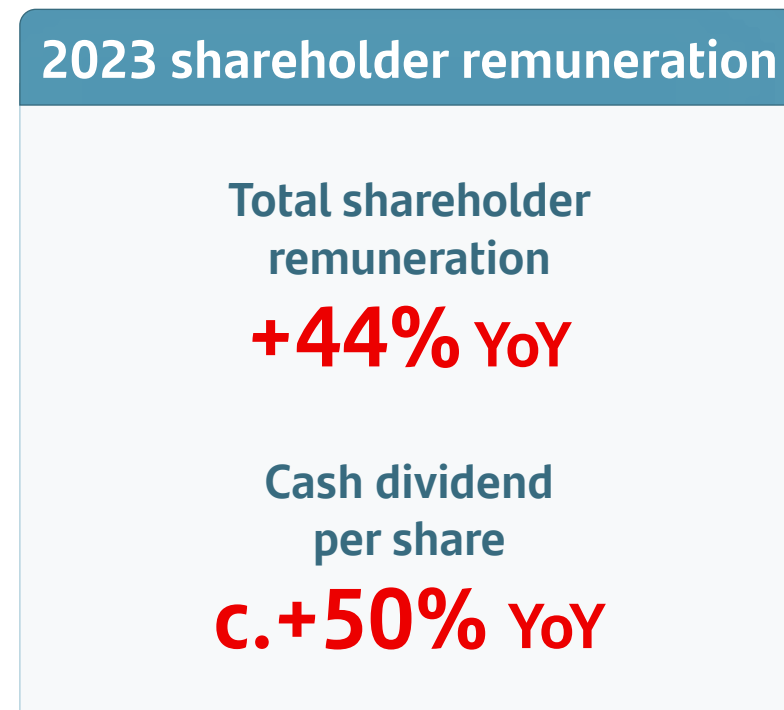 2023 shareholder remuneration
Total shareholder
remuneration
+44% YoY
Cash dividend
per share
c.+50% YoY